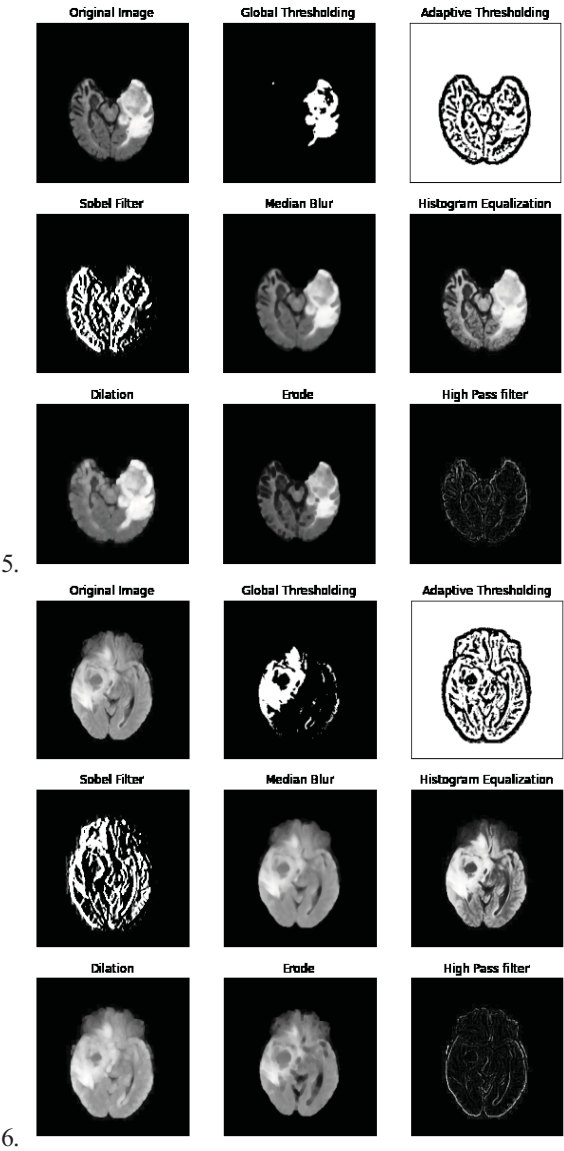 Original Image Global Thresholding Adaptive Thresholding
Sobel Filter Median Blur Histogram Equalization
Dilation Erode High Pass filter
5.
Original Image Global Thresholding Adaptive Thresholding
Sobel Filter Median Blur Histogram Equalization
Dilation Erode High Pass filter
6.